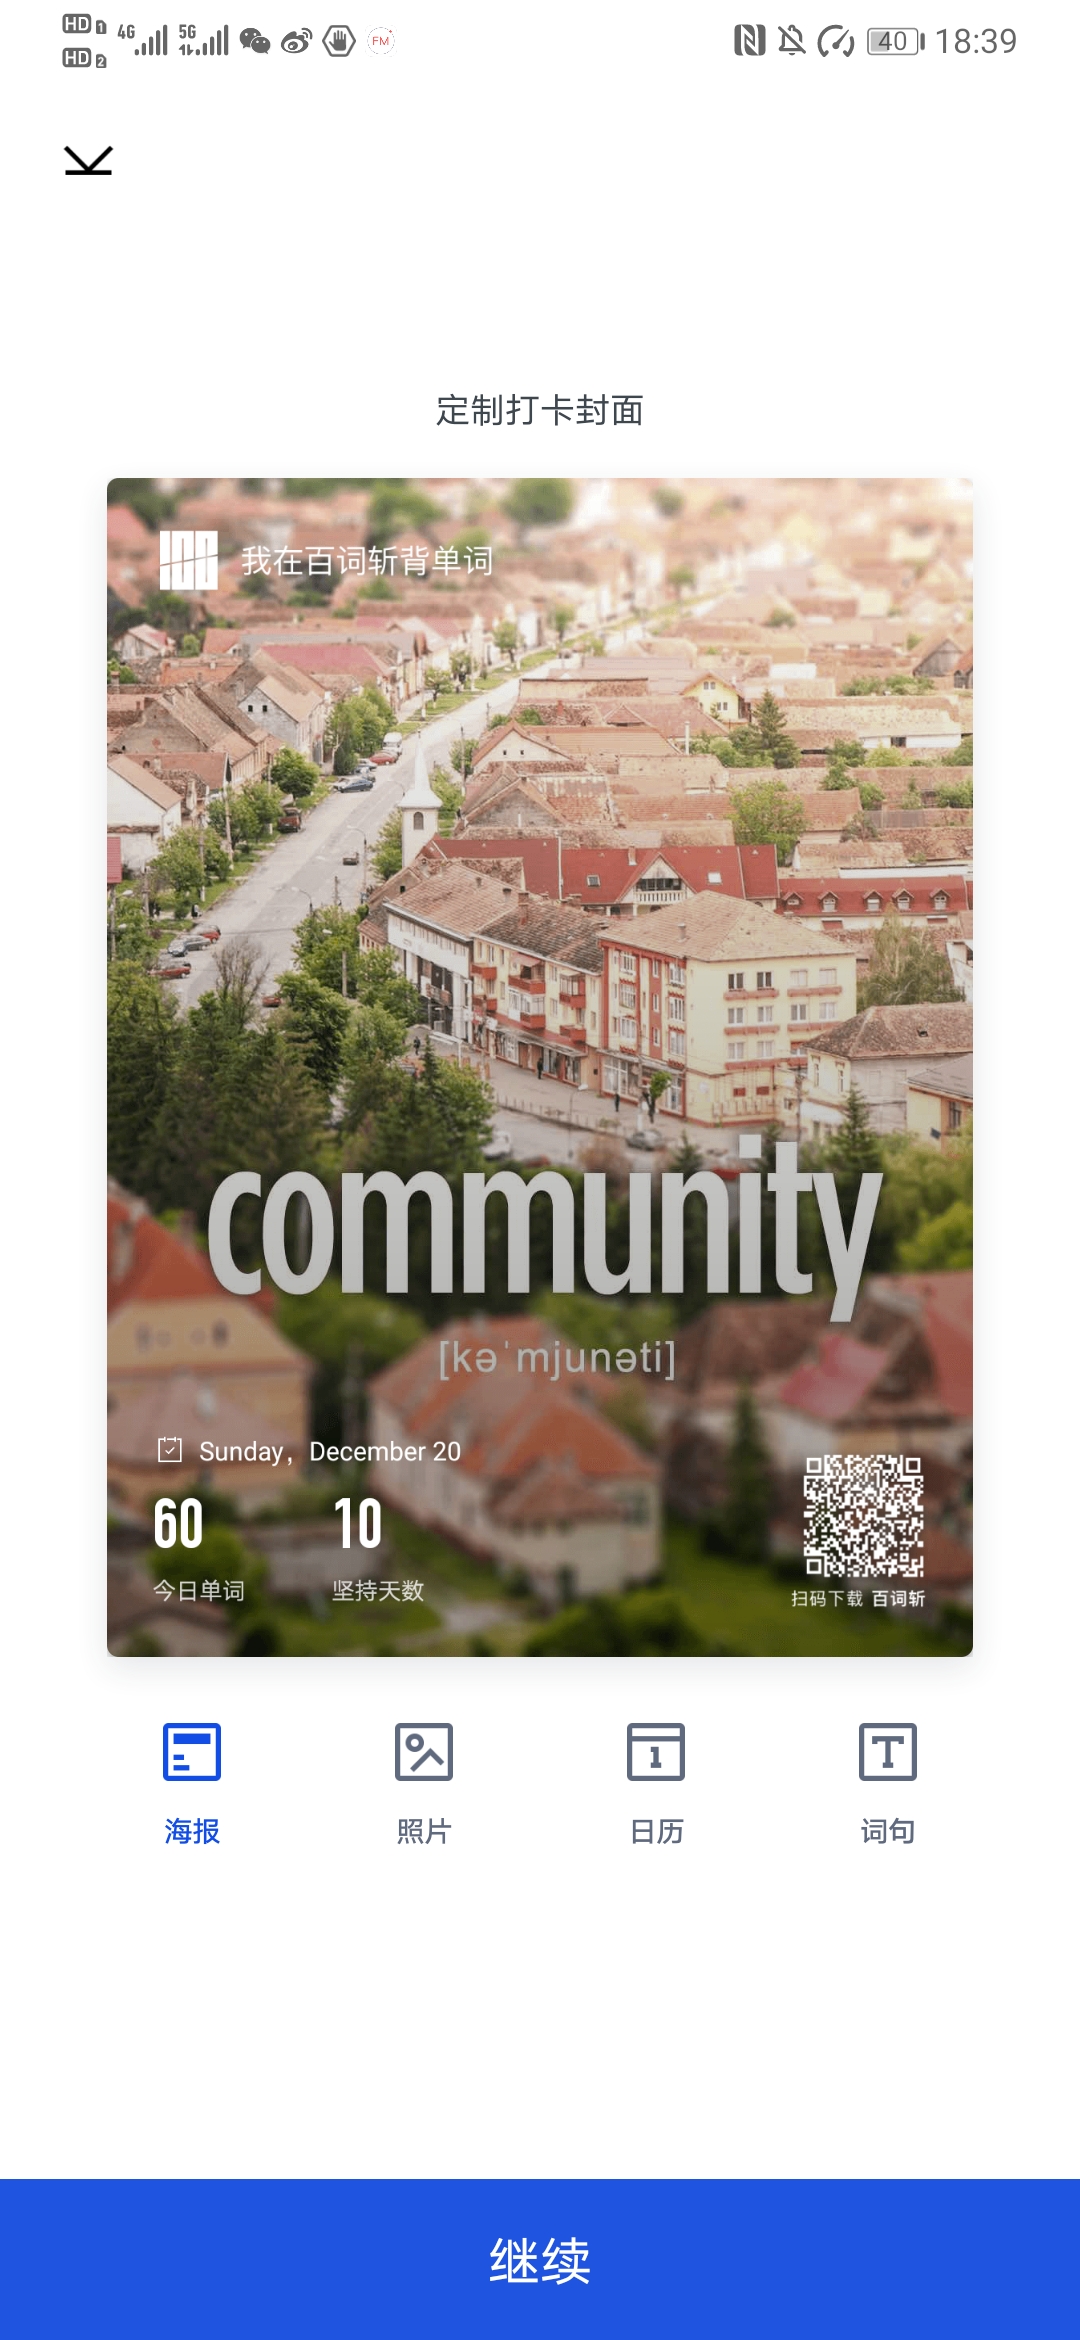 HD 1 4G 5G FM 40 18:39
HD 2
定制打卡封面
我在百词斩背单词
community
[kəˈmjunəti]
Sunday，December 20
60 10
今日单词 坚持天数
扫码下载 百词斩
海报 照片 日历 词句
继续